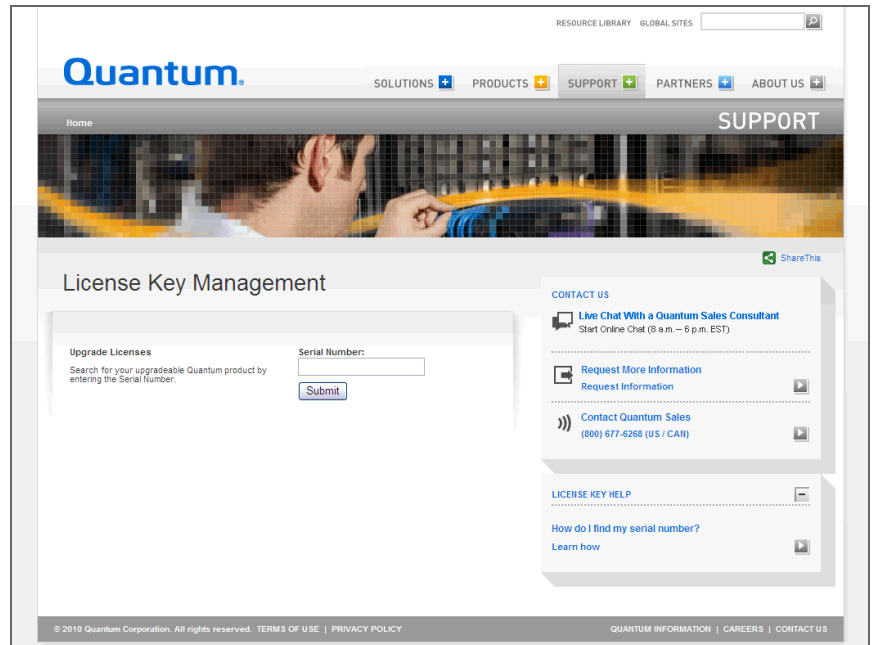 RESOURCE LIBRARY GLOBAL SITES
Quantum.
SOLUTIONS PRODUCTS SUPPORT PARTNERS ABOUT US
Home
SUPPORT
ShareThis
License Key Management
Upgrade Licenses
Search for your upgradeable Quantum product by
entering the Serial Number.
Serial Number:
Submit
CONTACT US
Live Chat With a Quantum Sales Consultant
Start Online Chat (8 a.m. – 6 p.m. EST)
Request More Information
Request Information
Contact Quantum Sales
(800) 677-6268 (US / CAN)
LICENSE KEY HELP
How do I find my serial number?
Learn how
© 2010 Quantum Corporation. All rights reserved. TERMS OF USE | PRIVACY POLICY
QUANTUM INFORMATION | CAREERS | CONTACT US